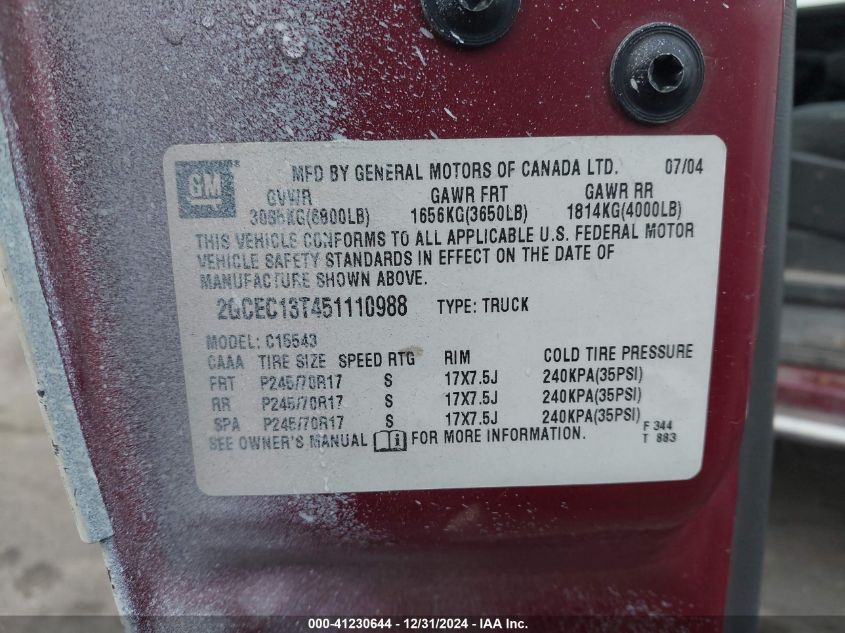 GM
MFD BY GENERAL MOTORS OF CANADA LTD. 07/04
GVWR GAWR FRT GAWR RR
1656KG(3650LB) 1814KG(4000LB)
THIS VEHICLE CONFORMS TO ALL APPLICABLE U.S. FEDERAL MOTOR
VEHICLE SAFETY STANDARDS IN EFFECT ON THE DATE OF
MANUFACTURE SHOWN ABOVE.
2GCEC13T451110988 TYPE: TRUCK
MODEL: C15543
CAAA TIRE SIZE SPEED RTG RIM COLD TIRE PRESSURE
FRT P245/70R17 S 17X7.5J 240KPA(35PSI)
RR P245/70R17 S 17X7.5J 240KPA(35PSI)
SPA P245/70R17 S 17X7.5J 240KPA(35PSI)
F 344
T 883
SEE OWNER'S MANUAL i FOR MORE INFORMATION.
000-41230644 - 12/31/2024 - IAA Inc.